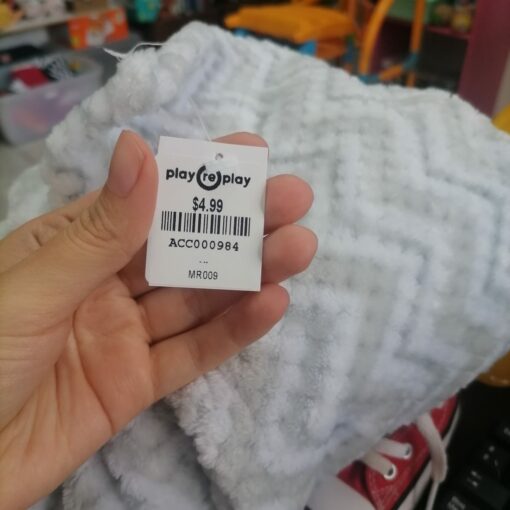 play re play
$4.99
ACC000984
- --
MR009